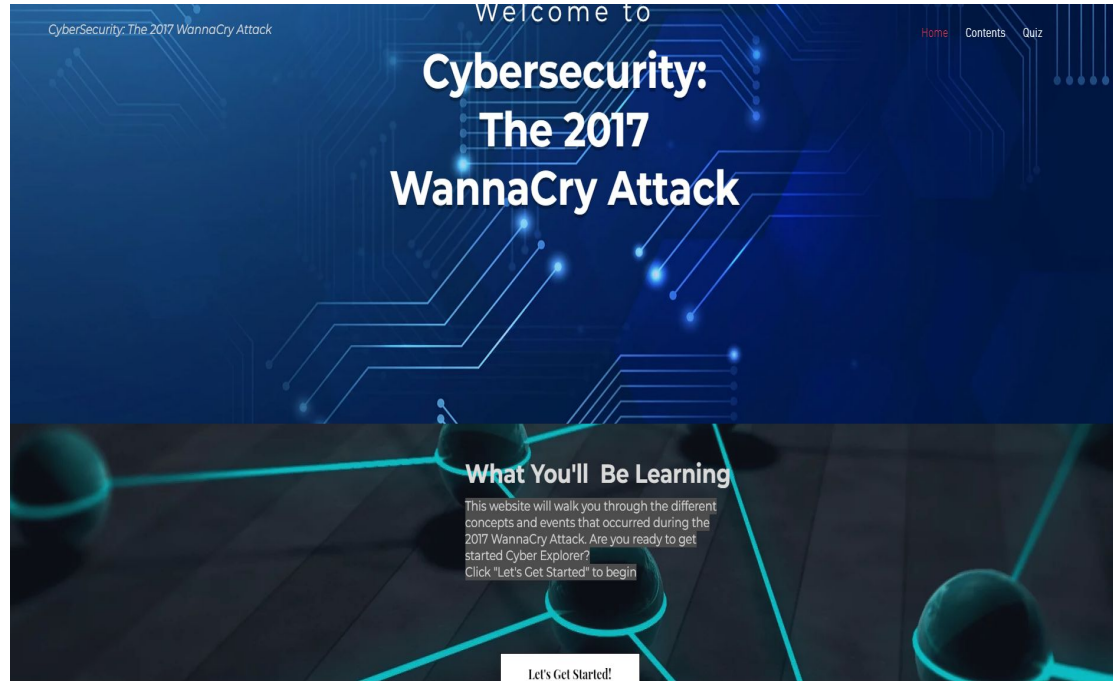 CyberSecurity: The 2017 WannaCry Attack
Home Contents Quiz
Welcome to
Cybersecurity:
The 2017
WannaCry Attack
What You'll  Be Learning
This website will walk you through the different
concepts and events that occurred during the
2017 WannaCry Attack. Are you ready to get
started Cyber Explorer?
Click "Let's Get Started" to begin
Let's Get Started!